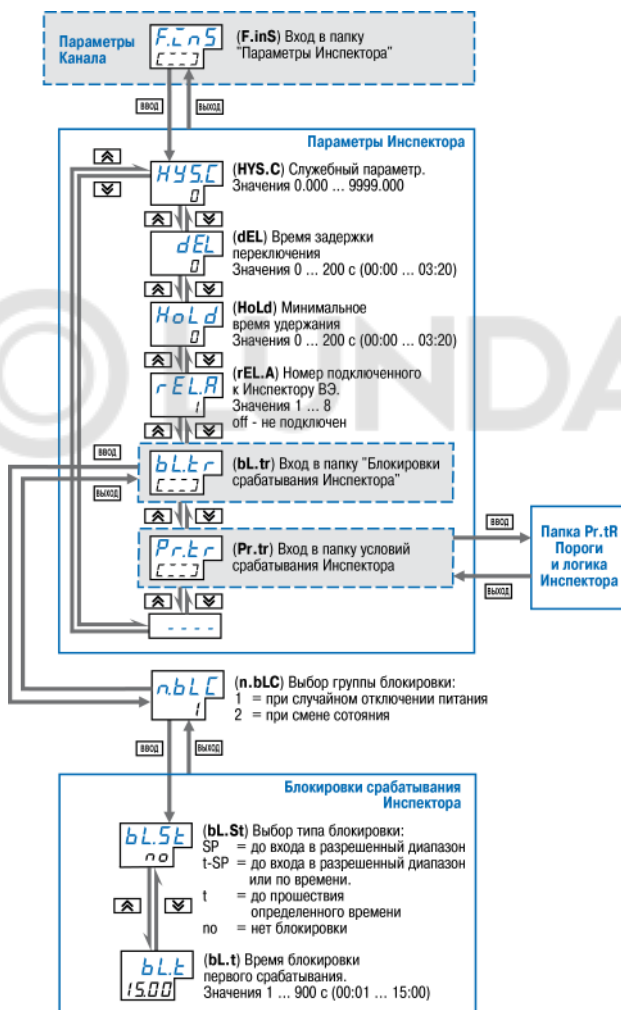 Параметры
Канала
F.inS
[---]
(F.inS) Вход в папку
"Параметры Инспектора"
ВВОД
ВЫХОД
Параметры Инспектора
HYS.C
0
(HYS.C) Служебный параметр.
Значения 0.000 ... 9999.000
dEL
0
(dEL) Время задержки
переключения
Значения 0 ... 200 с (00:00 ... 03:20)
HoLd
0
(HoLd) Минимальное
время удержания
Значения 0 ... 200 с (00:00 ... 03:20)
rEL.A
1
(rEL.A) Номер подключенного
к Инспектору ВЭ.
Значения 1 ... 8
off - не подключен
ВВОД
ВЫХОД
bL.tr
[---]
(bL.tr) Вход в папку "Блокировки
срабатывания Инспектора"
Pr.tr
[---]
(Pr.tr) Вход в папку условий
срабатывания Инспектора
ВВОД
ВЫХОД
Папка Pr.tR
Пороги
и логика
Инспектора
----
n.bLC
1
(n.bLC) Выбор группы блокировки:
1 = при случайном отключении питания
2 = при смене сотояния
ВВОД
ВЫХОД
Блокировки срабатывания
Инспектора
bL.St
no
(bL.St) Выбор типа блокировки:
SP = до входа в разрешенный диапазон
t-SP = до входа в разрешенный диапазон
или по времени.
t = до прошествия
определенного времени
no = нет блокировки
bL.t
15.00
(bL.t) Время блокировки
первого срабатывания.
Значения 1 ... 900 с (00:01 ... 15:00)